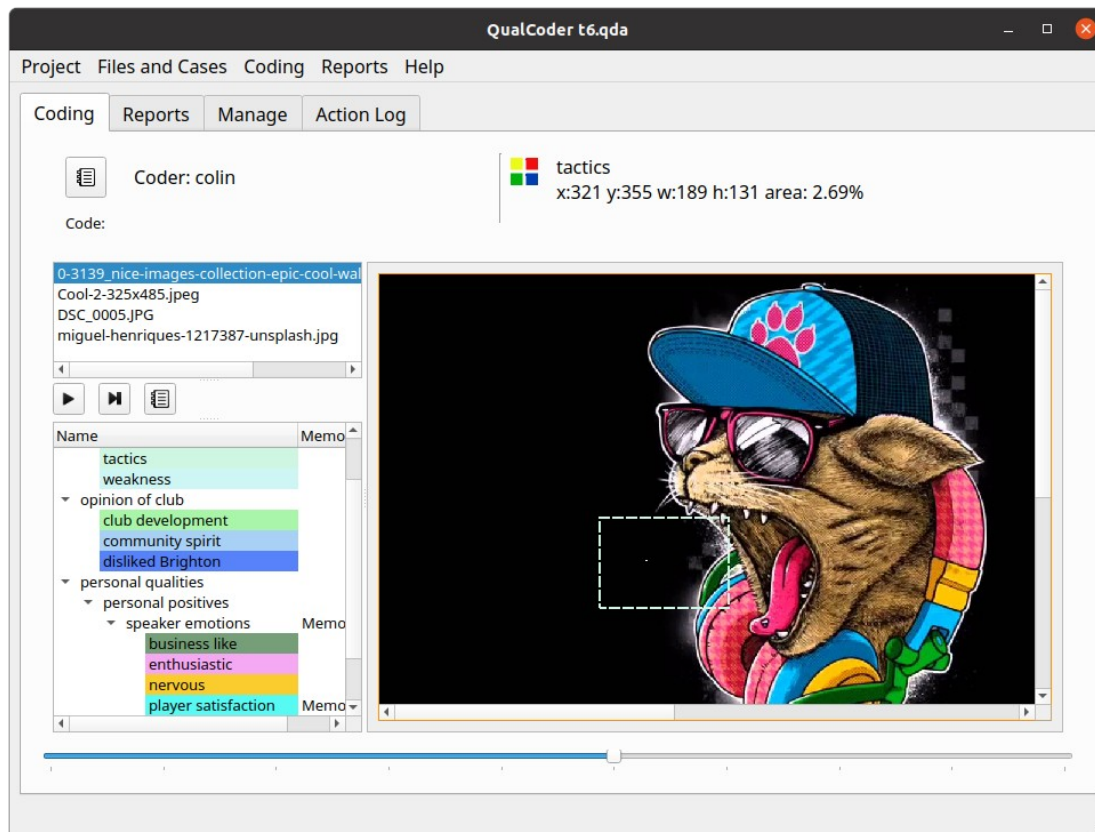 QualCoder t6.qda
Project Files and Cases Coding Reports Help
Coding Reports Manage Action Log
Coder: colin
tactics
x:321 y:355 w:189 h:131 area: 2.69%
Code:
0-3139_nice-images-collection-epic-cool-wal
Cool-2-325x485.jpeg
DSC_0005.JPG
miguel-henriques-1217387-unsplash.jpg
Name Memo
tactics
weakness
opinion of club
club development
community spirit
disliked Brighton
personal qualities
personal positives
speaker emotions Memo
business like
enthusiastic
nervous
player satisfaction Memo